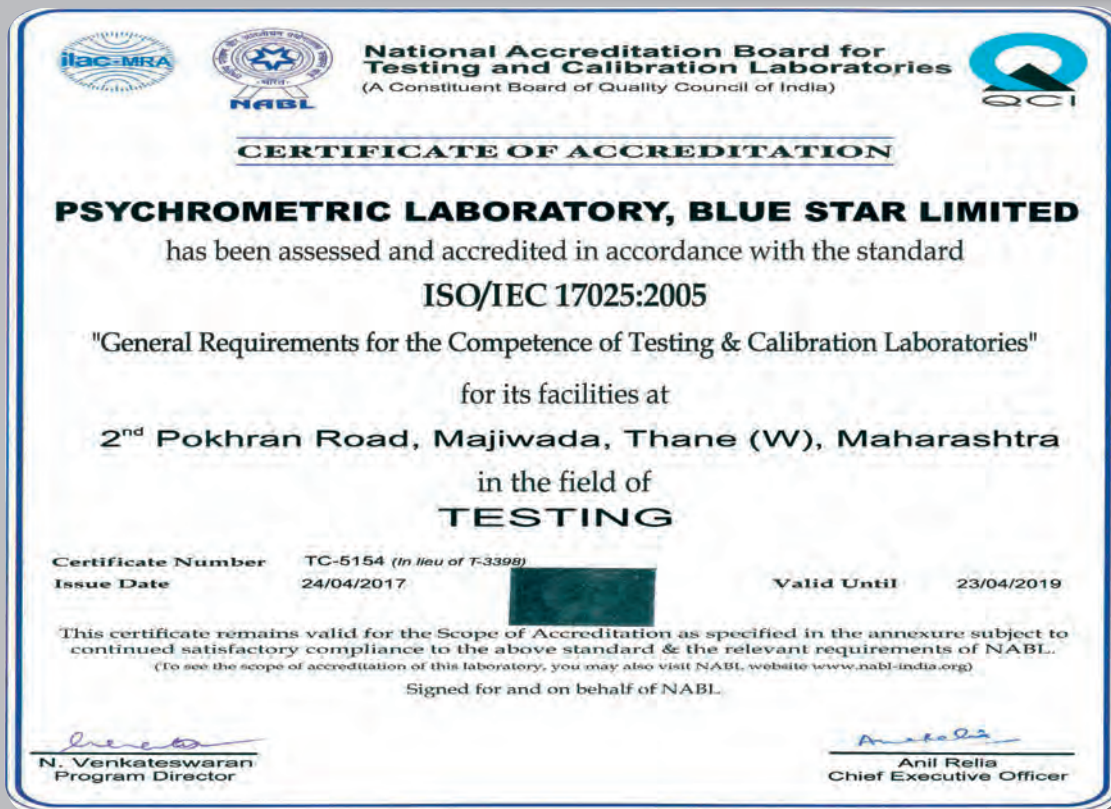 ilac-MRA
NABL
National Accreditation Board for
Testing and Calibration Laboratories
(A Constituent Board of Quality Council of India)
QCI
CERTIFICATE OF ACCREDITATION
PSYCHROMETRIC LABORATORY, BLUE STAR LIMITED
has been assessed and accredited in accordance with the standard
ISO/IEC 17025:2005
"General Requirements for the Competence of Testing & Calibration Laboratories"
for its facilities at
2nd Pokhran Road, Majiwada, Thane (W), Maharashtra
in the field of
TESTING
Certificate Number TC-5154 (In lieu of T-3398)
Issue Date 24/04/2017 Valid Until 23/04/2019
This certificate remains valid for the Scope of Accreditation as specified in the annexure subject to
continued satisfactory compliance to the above standard & the relevant requirements of NABL.
(To see the scope of accreditation of this laboratory, you may also visit NABL website www.nabl-india.org)
Signed for and on behalf of NABL
N. Venkateswaran
Program Director
Anil Relia
Chief Executive Officer